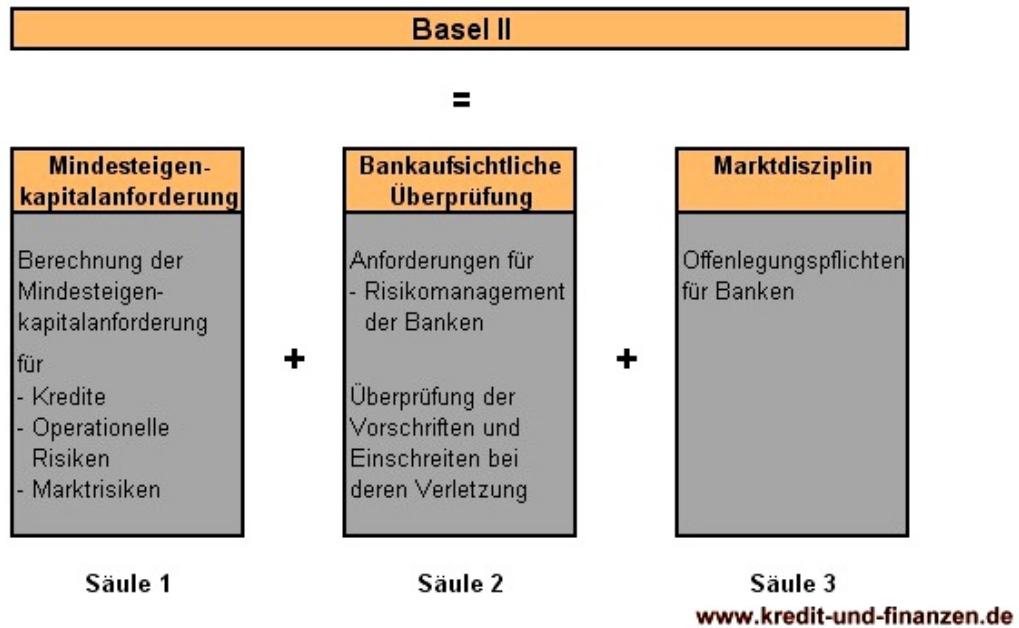 Basel II
=
Mindesteigen-
kapitalanforderung
Berechnung der
Mindesteigen-
kapitalanforderung
für
- Kredite
- Operationelle
Risiken
- Marktrisiken
Säule 1
+
Bankaufsichtliche
Überprüfung
Anforderungen für
- Risikomanagement
der Banken
Überprüfung der
Vorschriften und
Einschreiten bei
deren Verletzung
Säule 2
+
Marktdisziplin
Offenlegungspflichten
für Banken
Säule 3
www.kredit-und-finanzen.de